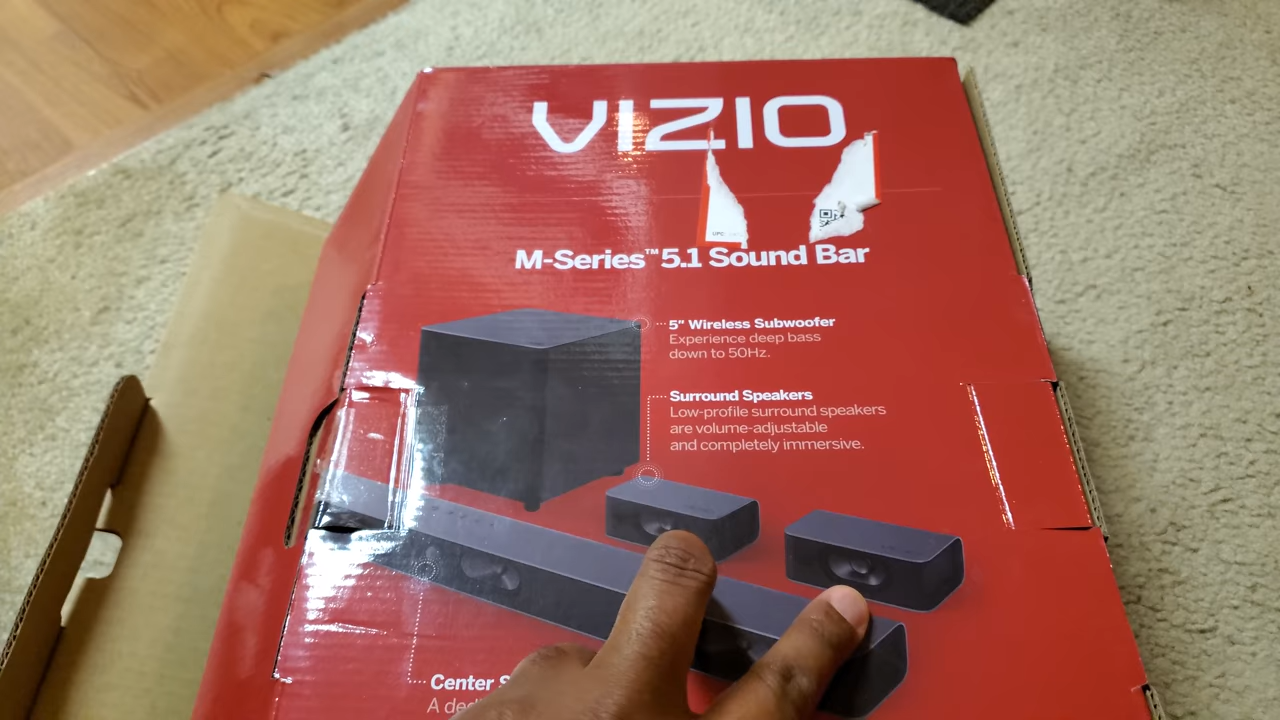 VIZIO
UPC
M-Series™ 5.1 Sound Bar
5" Wireless Subwoofer
Experience deep bass
down to 50Hz.
Surround Speakers
Low-profile surround speakers
are volume-adjustable
and completely immersive.
Center
A